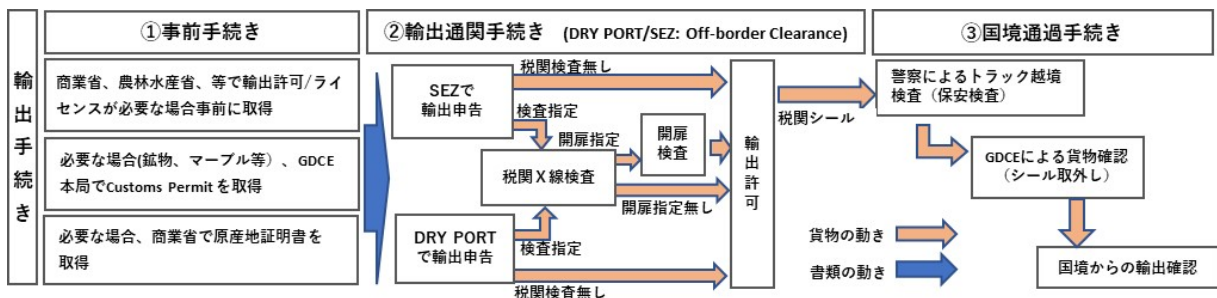 輸出手続き
①事前手続き
商業省、農林水産省、等で輸出許可/ライ
センスが必要な場合事前に取得
必要な場合(鉱物、マーブル等）、GDCE
本局でCustoms Permit を取得
必要な場合、商業省で原産地証明書を
取得
②輸出通関手続き (DRY PORT/SEZ: Off-border Clearance)
SEZで
輸出申告
税関検査無し
検査指定
税関X線検査
開扉指定
開扉
検査
開扉指定無し
DRY PORT
で輸出申告
検査指定
税関検査無し
輸出許可
税関シール
③国境通過手続き
警察によるトラック越境
検査（保安検査）
GDCEによる貨物確認
（シール取外し）
国境からの輸出確認
貨物の動き
書類の動き